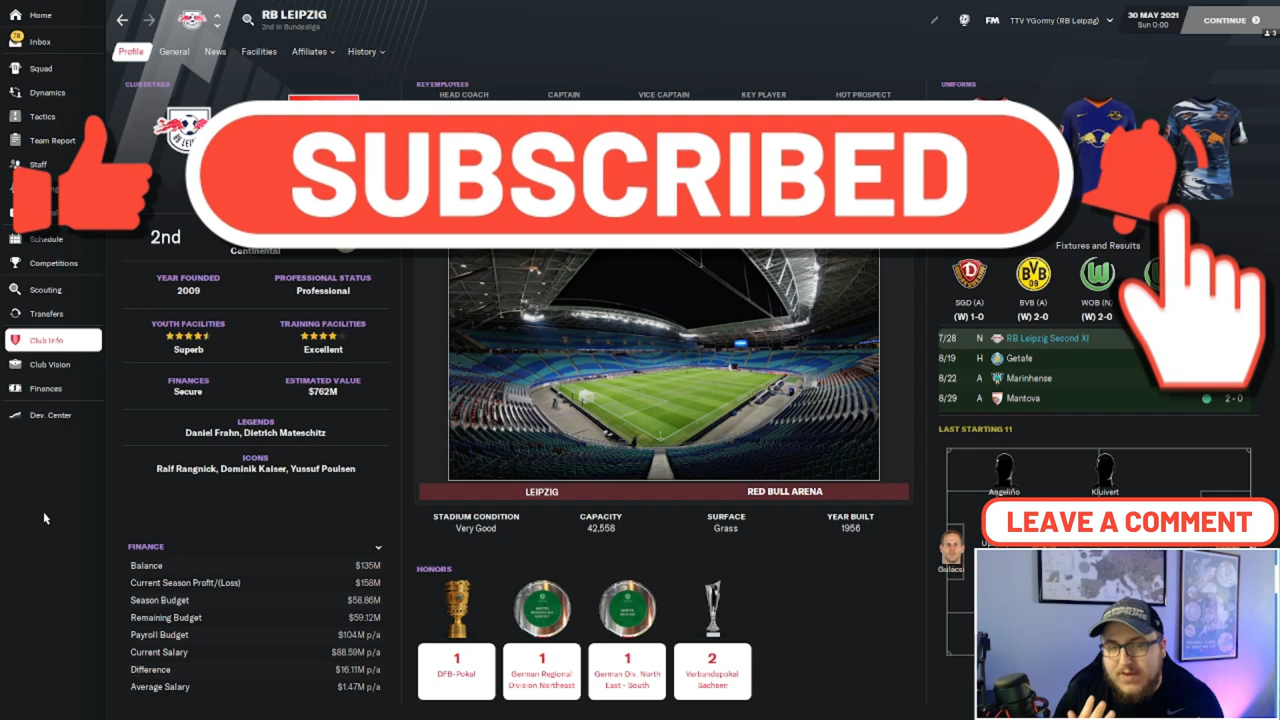 Home
RB LEIPZIG
2nd in Bundesliga
FM
TTV YGormy (RB Leipzig)
30 MAY 2021
Sun 0:00
CONTINUE
3
78
Inbox
Profile
General
News
Facilities
Affiliates
History
Squad
Dynamics
Tactics
Team Report
Staff
Schedule
Competitions
Scouting
Transfers
Club Info
Club Vision
Finances
Dev. Center
CLUB DETAILS
KEY EMPLOYEES
UNIFORMS
HEAD COACH
CAPTAIN
VICE CAPTAIN
KEY PLAYER
HOT PROSPECT
SUBSCRIBED
2nd
Continental
YEAR FOUNDED
2009
PROFESSIONAL STATUS
Professional
YOUTH FACILITIES
Superb
TRAINING FACILITIES
Excellent
FINANCES
Secure
ESTIMATED VALUE
$762M
LEGENDS
Daniel Frahn, Dietrich Mateschitz
ICONS
Ralf Rangnick, Dominik Kaiser, Yussuf Poulsen
FINANCE
Balance $135M
Current Season Profit/(Loss) $158M
Season Budget $58.86M
Remaining Budget $59.12M
Payroll Budget $104M p/a
Current Salary $88.59M p/a
Difference $16.11M p/a
Average Salary $1.47M p/a
LEIPZIG
RED BULL ARENA
STADIUM CONDITION
Very Good
CAPACITY
42,558
SURFACE
Grass
YEAR BUILT
1956
HONORS
1
DFB-Pokal
1
German Regional
Division Northeast
1
German Div. North
East - South
2
Verbandspokal
Sachsen
Fixtures and Results
BVB
09
SGD (A)
BVB (A)
WOB (N)
(W) 1-0
(W) 2-0
(W) 2-0
7/28 N RB Leipzig Second XI
8/19 H Getafe
8/22 A Marinhense
8/29 A Mantova 2 - 0
LAST STARTING 11
Angeliño
Kluivert
Gulacsi
LEAVE A COMMENT